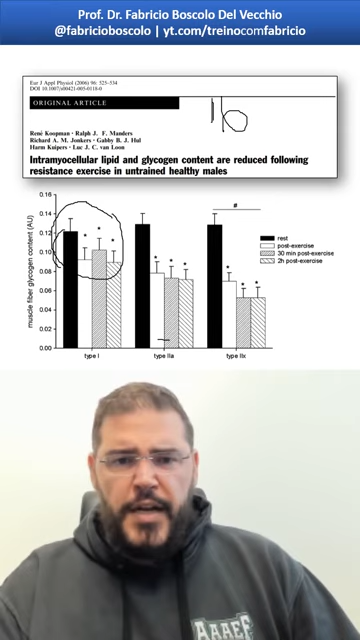 Prof. Dr. Fabricio Boscolo Del Vecchio
@fabricioboscolo | yt.com/treinocomfabricio
Eur J Appl Physiol (2006) 96: 525–534
DOI 10.1007/s00421-005-0118-0
ORIGINAL ARTICLE
16
René Koopman · Ralph J. F. Manders
Richard A. M. Jonkers · Gabby B. J. Hul
Harm Kuipers · Luc J. C. van Loon
Intramyocellular lipid and glycogen content are reduced following
resistance exercise in untrained healthy males
muscle fiber glycogen content (AU)
0.16
0.14
0.12
0.10
0.08
0.06
0.04
0.02
0.00
* * *
* * *
#
* * *
rest
post-exercise
30 min post-exercise
2h post-exercise
type I type IIa type IIx
AAAEF